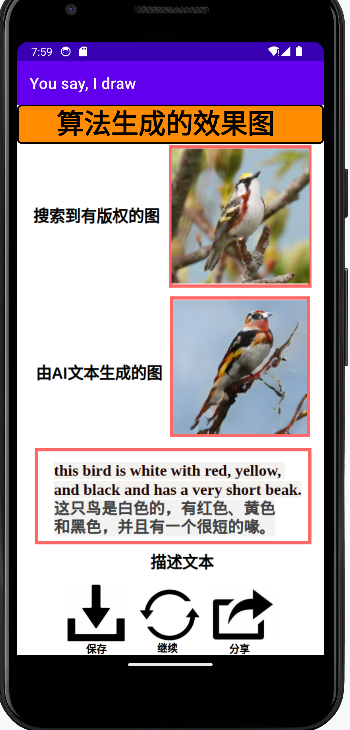 7:59
You say, I draw
算法生成的效果图
搜索到有版权的图
由AI文本生成的图
this bird is white with red, yellow,
and black and has a very short beak.
这只鸟是白色的，有红色、黄色
和黑色，并且有一个很短的喙。
描述文本
保存
继续
分享